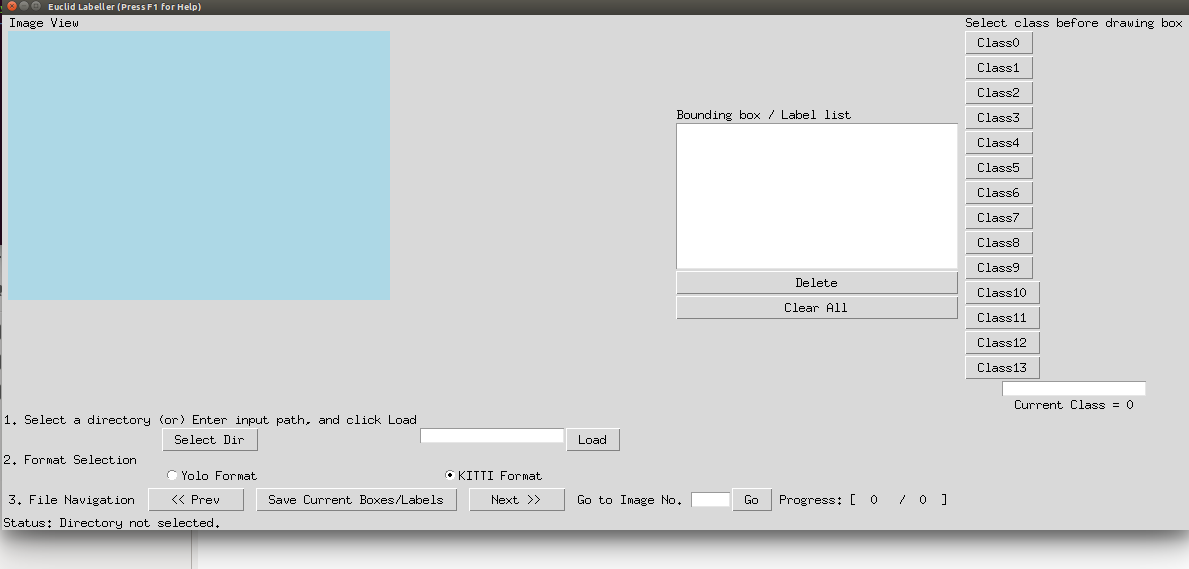 Euclid Labeller (Press F1 for Help)
Image View
Select class before drawing box
Class0
Class1
Class2
Class3
Class4
Class5
Class6
Class7
Class8
Class9
Class10
Class11
Class12
Class13
Current Class = 0
Bounding box / Label list
Delete
Clear All
1. Select a directory (or) Enter input path, and click Load
Select Dir
Load
2. Format Selection
Yolo Format
KITTI Format
3. File Navigation << Prev Save Current Boxes/Labels Next >> Go to Image No. Go Progress: [ 0 / 0 ]
Status: Directory not selected.